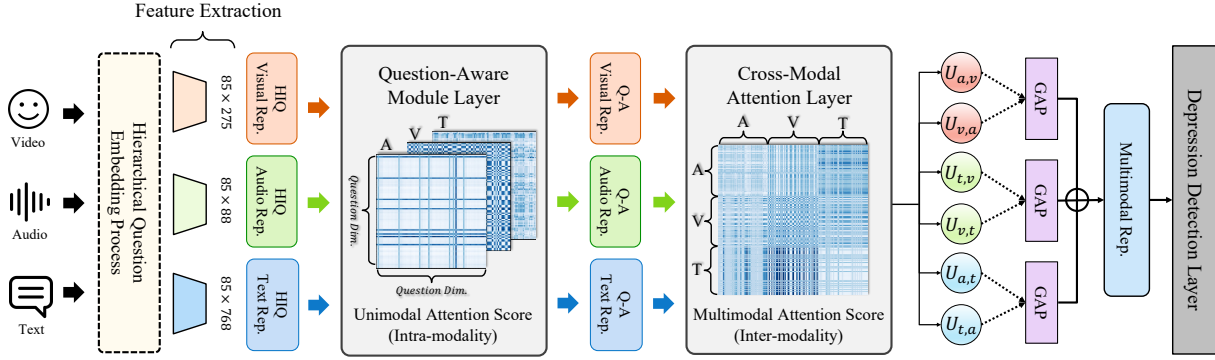 Feature Extraction
Video
Audio
Text
Hierarchical Question
Embedding Process
85 × 275
85 × 88
85 × 768
HIQ
Visual Rep.
HIQ
Audio Rep.
HIQ
Text Rep.
Question-Aware
Module Layer
A
V
T
Question Dim.
Question Dim.
Unimodal Attention Score
(Intra-modality)
Q-A
Visual Rep.
Q-A
Audio Rep.
Q-A
Text Rep.
Cross-Modal
Attention Layer
A V T
A
V
T
Multimodal Attention Score
(Inter-modality)
U_{a,v}
U_{v,a}
U_{t,v}
U_{v,t}
U_{a,t}
U_{t,a}
GAP
GAP
GAP
Multimodal
Rep.
Depression Detection Layer